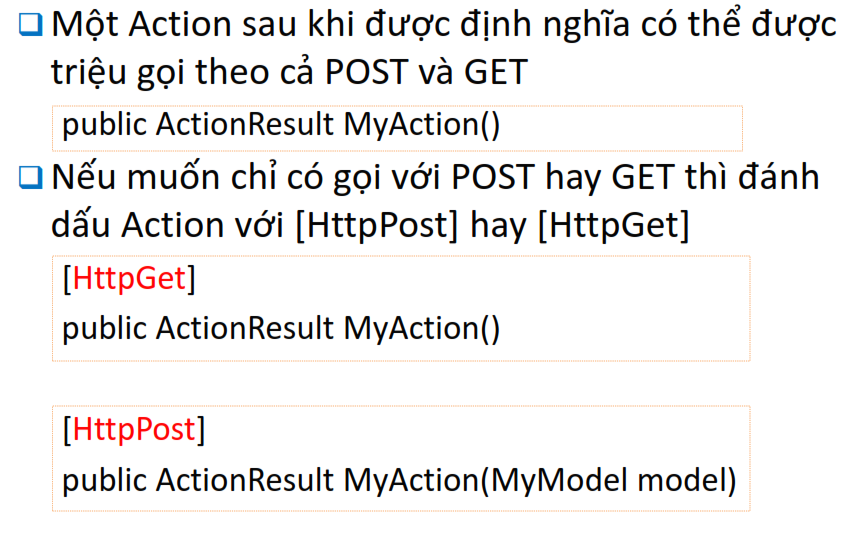 Một Action sau khi được định nghĩa có thể được
triệu gọi theo cả POST và GET
public ActionResult MyAction()
Nếu muốn chỉ có gọi với POST hay GET thì đánh
dấu Action với [HttpPost] hay [HttpGet]
[HttpGet]
public ActionResult MyAction()
[HttpPost]
public ActionResult MyAction(MyModel model)